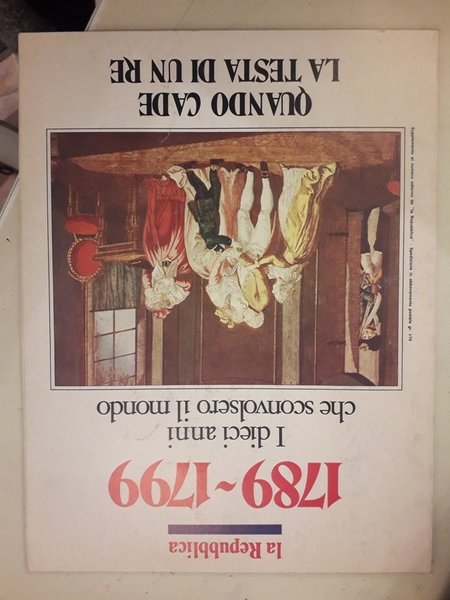 la Repubblica
1789~1799
I dieci anni
che sconvolsero il mondo
QUANDO CADE
LA TESTA DI UN RE